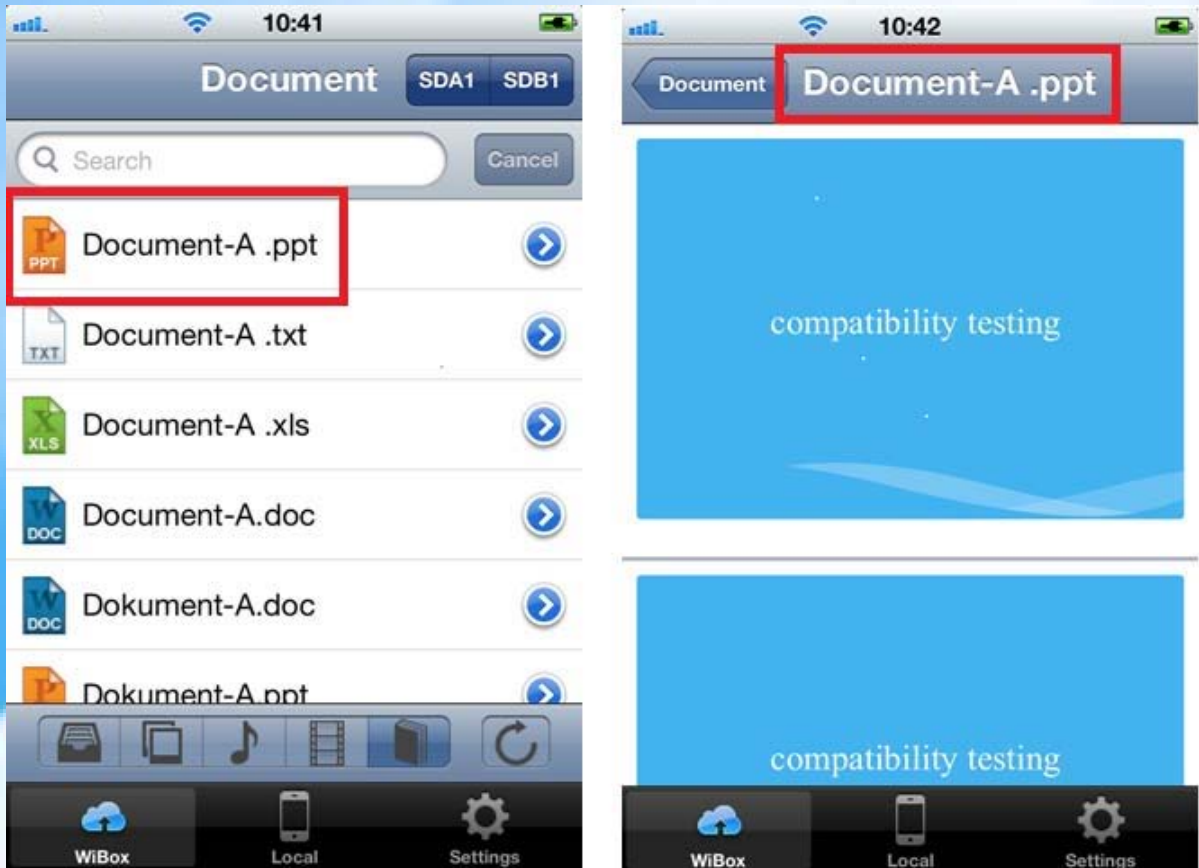 10:41
Document
SDA1 SDB1
Search
Cancel
PPT
Document-A .ppt
TXT
Document-A .txt
XLS
Document-A .xls
DOC
Document-A.doc
DOC
Dokument-A.doc
Dokument-A.ppt
WiBox Local Settings
10:42
Document
Document-A .ppt
compatibility testing
compatibility testing
WiBox Local Settings